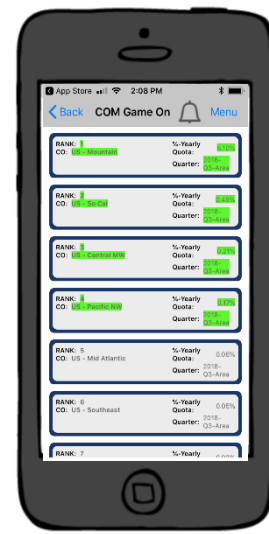 App Store 2:08 PM
Back COM Game On Menu
RANK: 1 %-Yearly Quota: 5.10%
CO: US - Mountain Quarter: 2018-Q3-Area
RANK: 2 %-Yearly Quota: 0.49%
CO: US - So Cal Quarter: 2018-Q3-Area
RANK: 3 %-Yearly Quota: 0.21%
CO: US - Central MW Quarter: 2018-Q3-Area
RANK: 4 %-Yearly Quota: 0.17%
CO: US - Pacific NW Quarter: 2018-Q3-Area
RANK: 5 %-Yearly Quota: 0.06%
CO: US - Mid Atlantic Quarter: 2018-Q3-Area
RANK: 6 %-Yearly Quota: 0.05%
CO: US - Southeast Quarter: 2018-Q3-Area
RANK: 7 %-Yearly